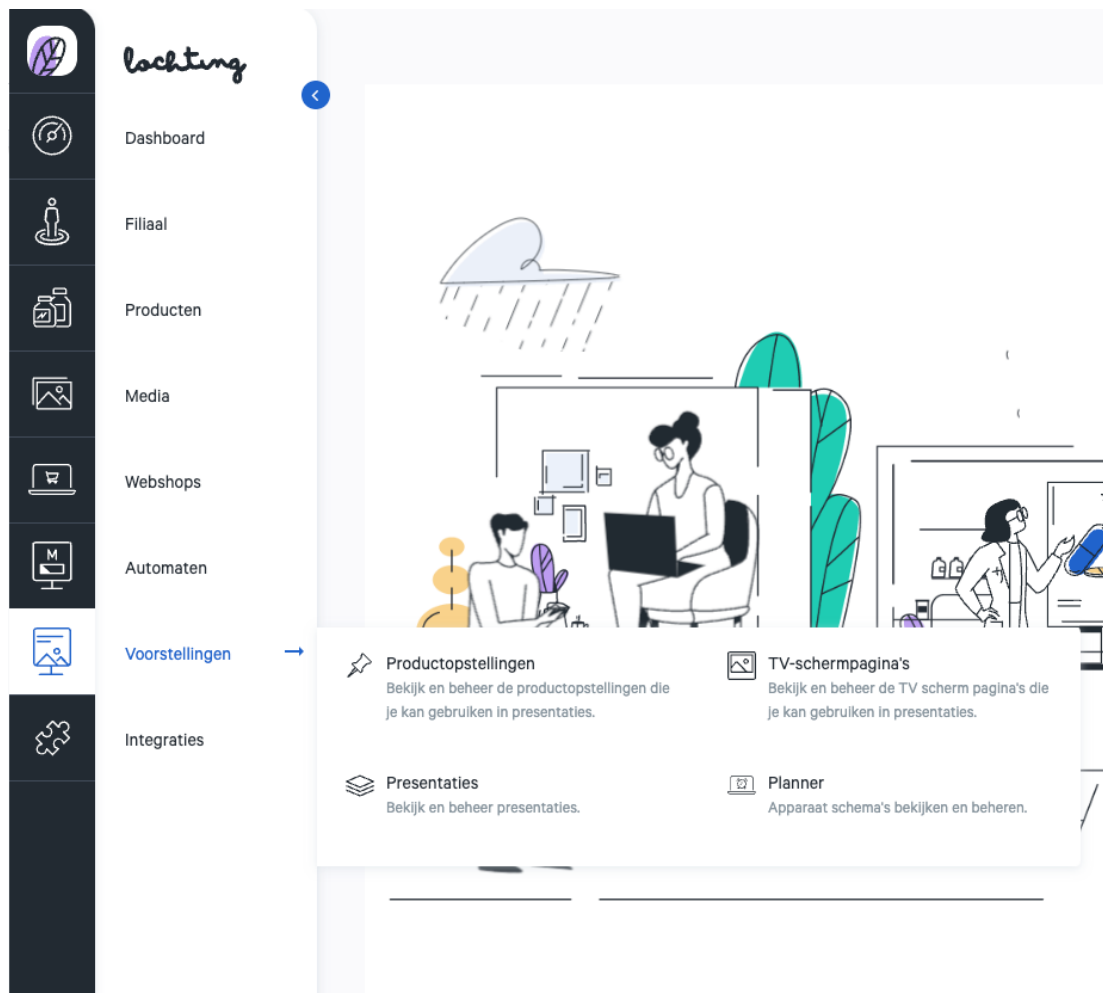 lochting
Dashboard
Filiaal
Producten
Media
Webshops
M
Automaten
Voorstellingen
Productopstellingen
Bekijk en beheer de productopstellingen die
je kan gebruiken in presentaties.
TV-schermpagina's
Bekijk en beheer de TV scherm pagina's die
je kan gebruiken in presentaties.
Presentaties
Bekijk en beheer presentaties.
Planner
Apparaat schema's bekijken en beheren.
Integraties